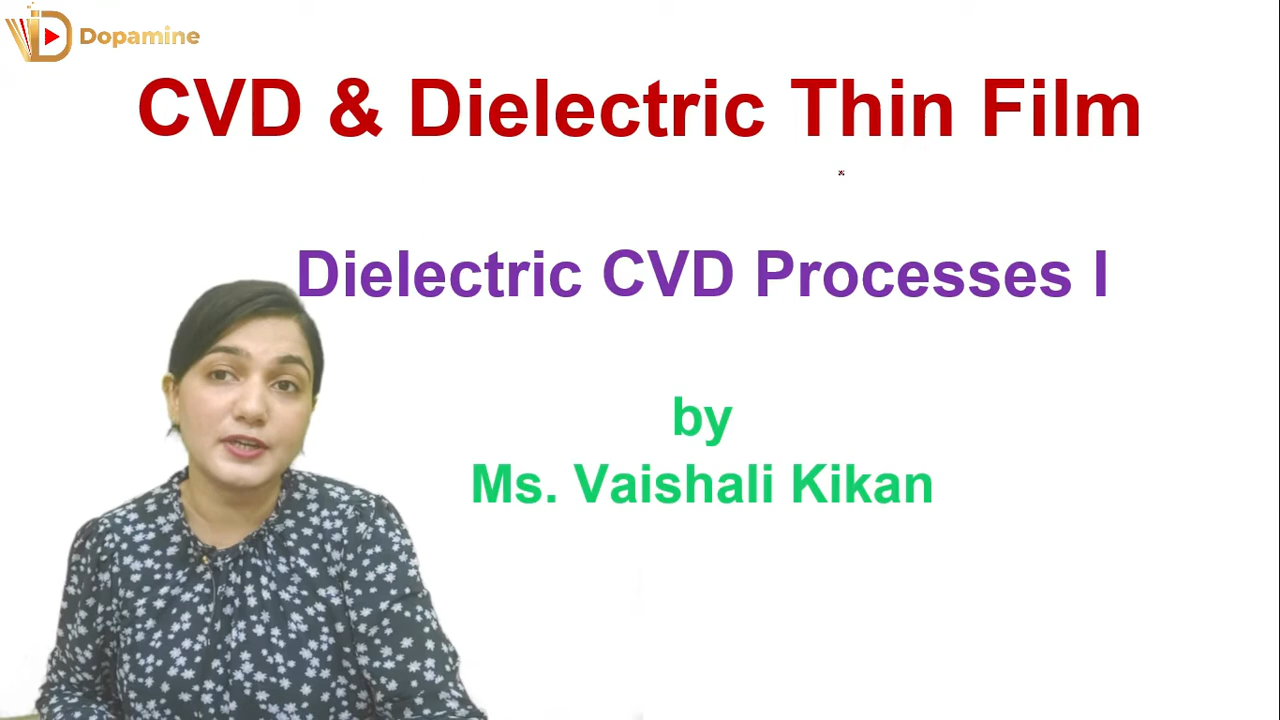 Dopamine
CVD & Dielectric Thin Film
Dielectric CVD Processes I
by
Ms. Vaishali Kikan